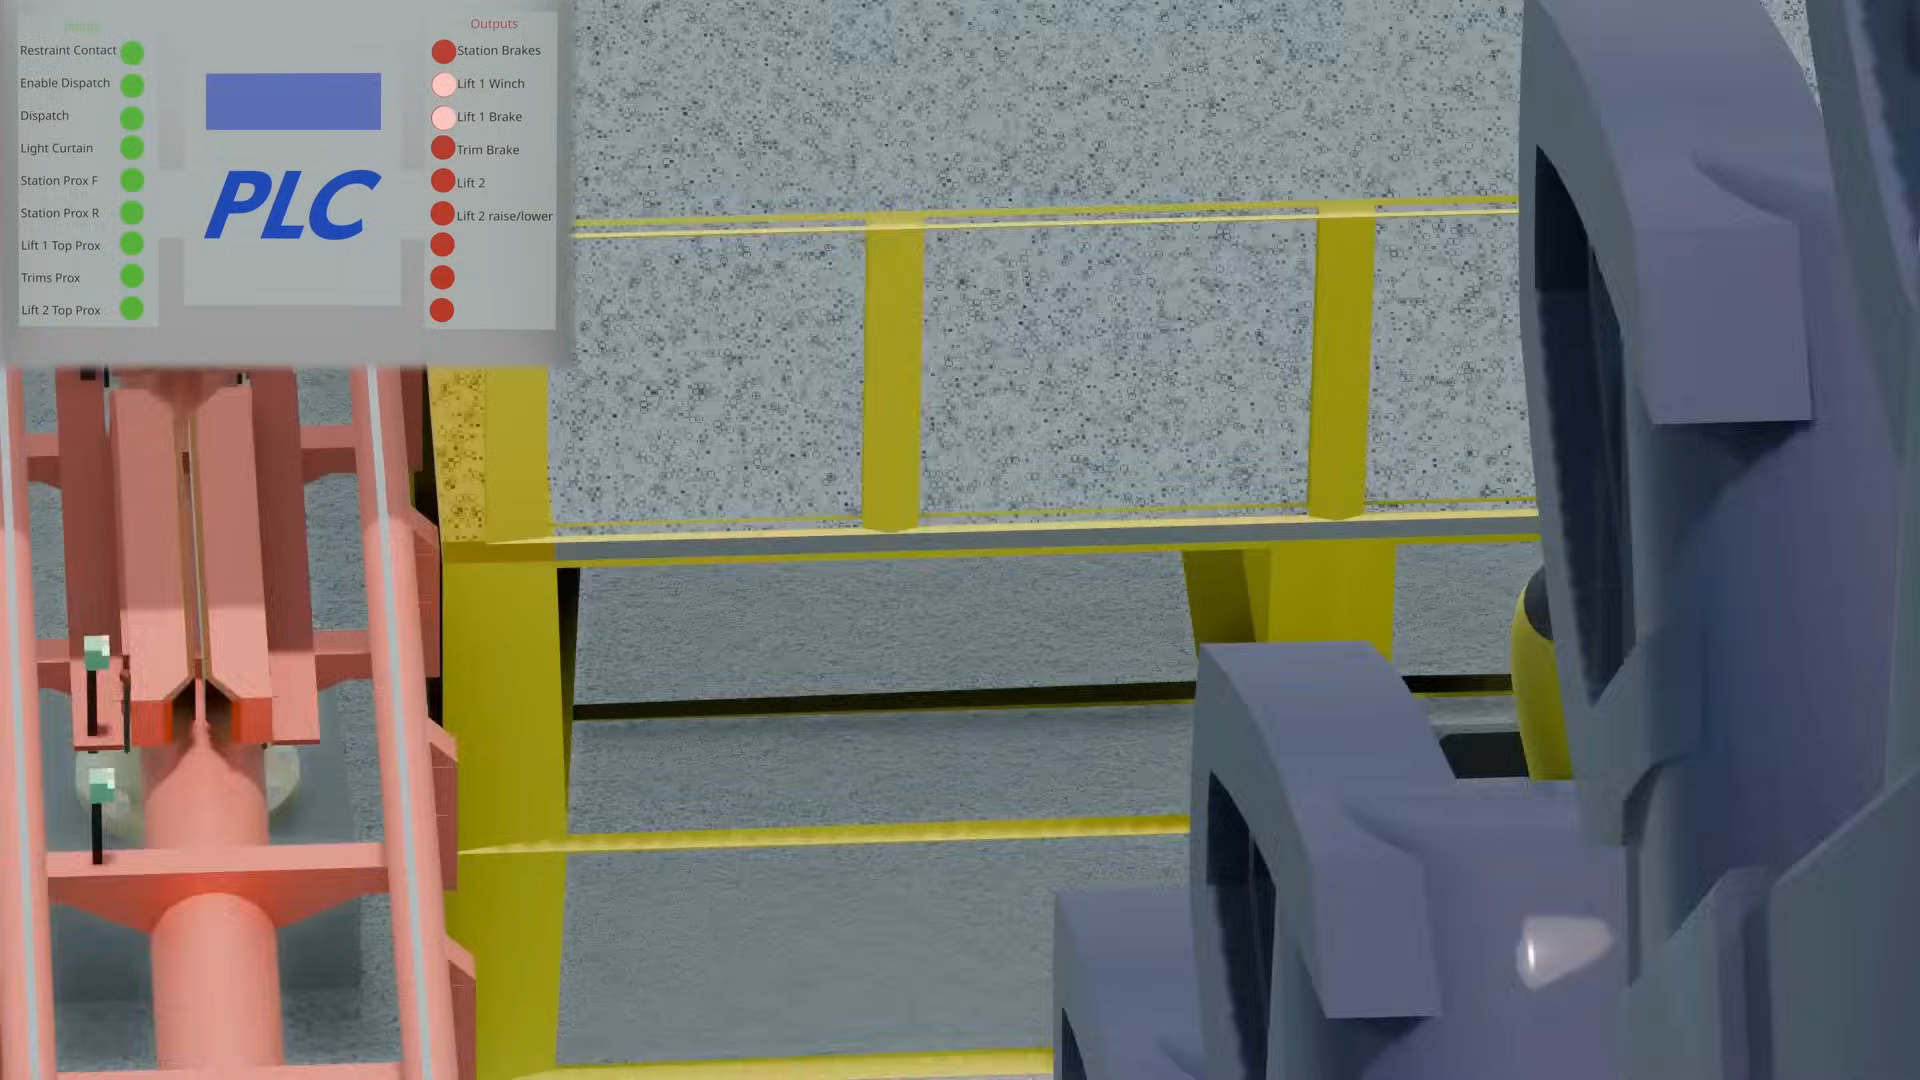 Inputs
Restraint Contact
Enable Dispatch
Dispatch
Light Curtain
Station Prox F
Station Prox R
Lift 1 Top Prox
Trims Prox
Lift 2 Top Prox
PLC
Outputs
Station Brakes
Lift 1 Winch
Lift 1 Brake
Trim Brake
Lift 2
Lift 2 raise/lower